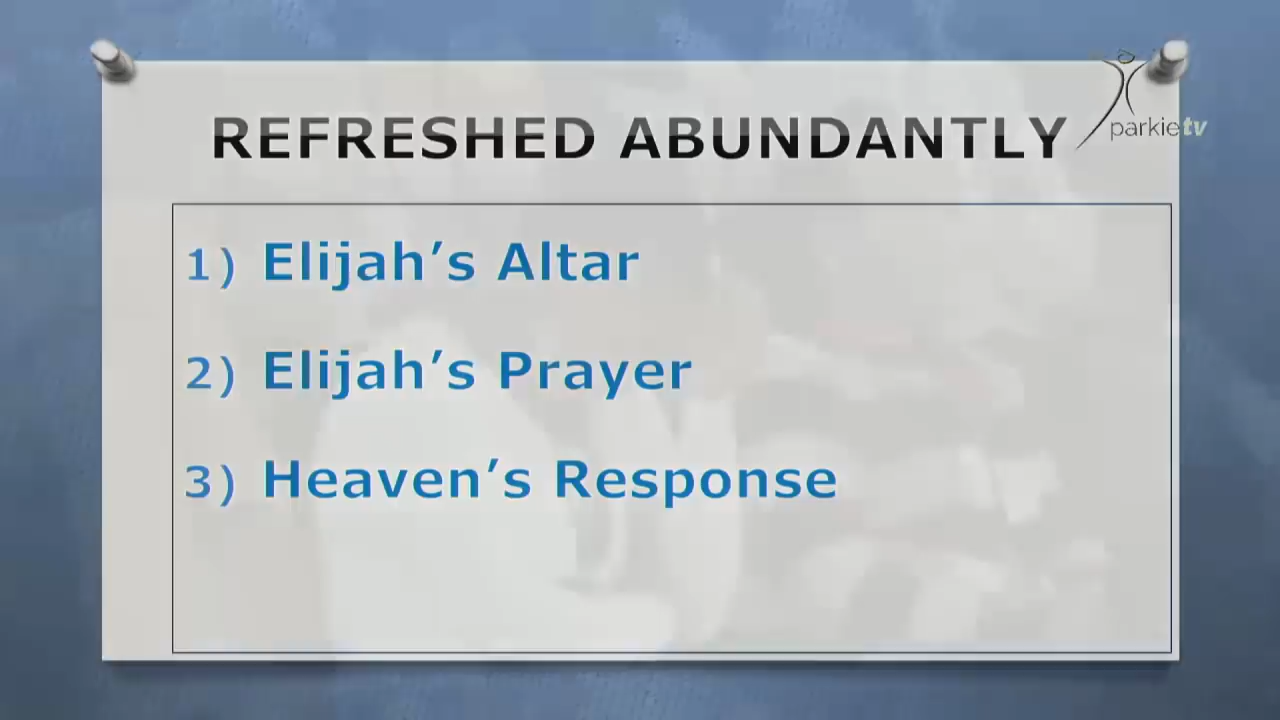 parkietv
REFRESHED ABUNDANTLY
1) Elijah’s Altar
2) Elijah’s Prayer
3) Heaven’s Response